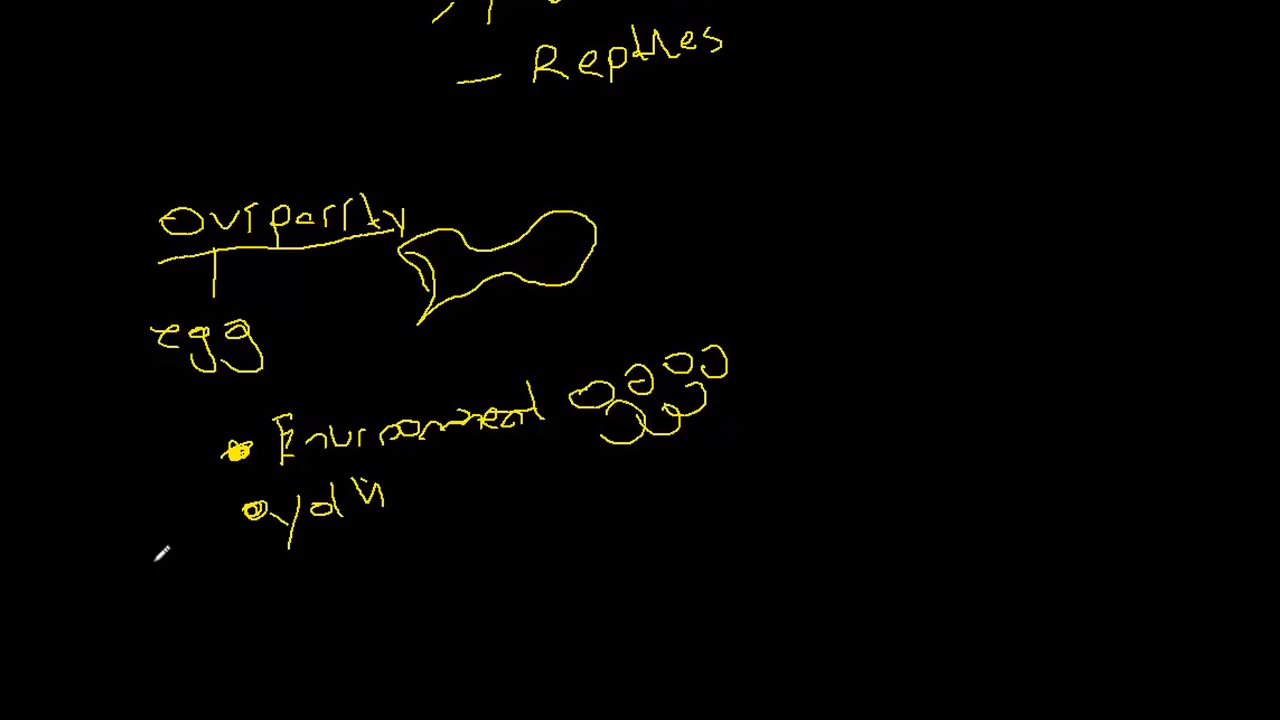 - Reptiles
Oviparity
egg
• Environment
• yolk